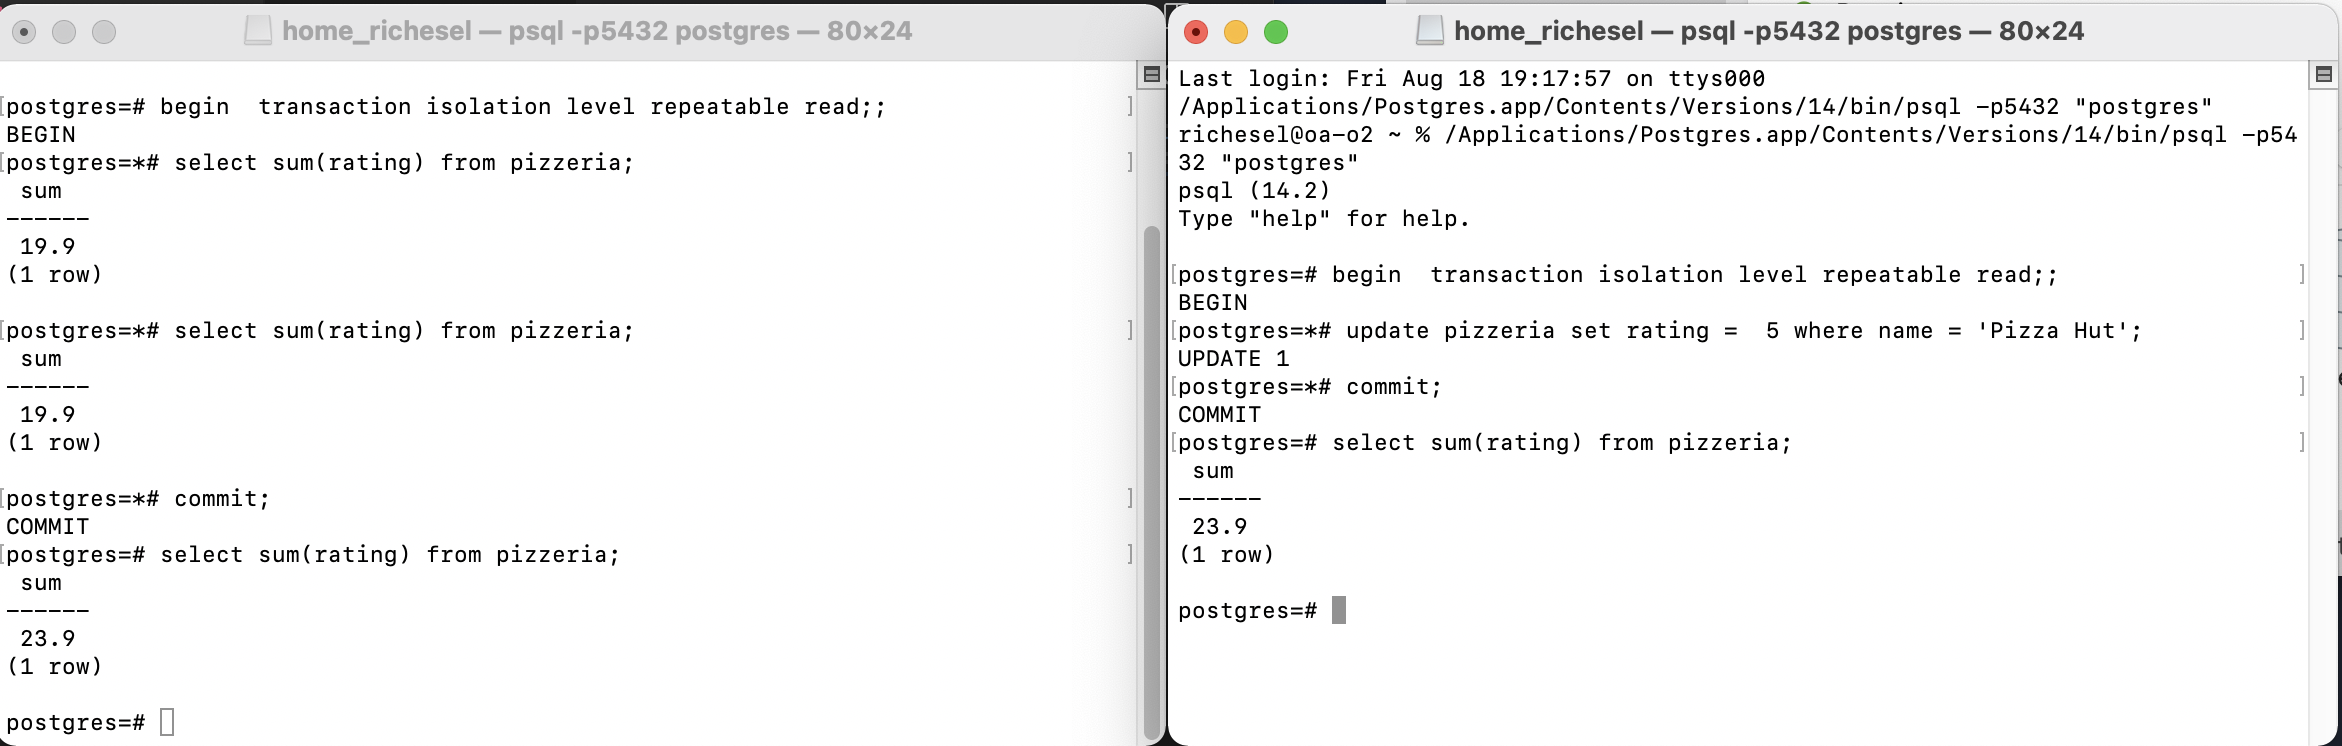 home_richesel — psql -p5432 postgres — 80×24
postgres=# begin  transaction isolation level repeatable read;;
BEGIN
postgres=*# select sum(rating) from pizzeria;
 sum
------
 19.9
(1 row)
postgres=*# select sum(rating) from pizzeria;
 sum
------
 19.9
(1 row)
postgres=*# commit;
COMMIT
postgres=# select sum(rating) from pizzeria;
 sum
------
 23.9
(1 row)
postgres=#
home_richesel — psql -p5432 postgres — 80×24
Last login: Fri Aug 18 19:17:57 on ttys000
/Applications/Postgres.app/Contents/Versions/14/bin/psql -p5432 "postgres"
richesel@oa-o2 ~ % /Applications/Postgres.app/Contents/Versions/14/bin/psql -p54
32 "postgres"
psql (14.2)
Type "help" for help.
postgres=# begin  transaction isolation level repeatable read;;
BEGIN
postgres=*# update pizzeria set rating =  5 where name = 'Pizza Hut';
UPDATE 1
postgres=*# commit;
COMMIT
postgres=# select sum(rating) from pizzeria;
 sum
------
 23.9
(1 row)
postgres=#